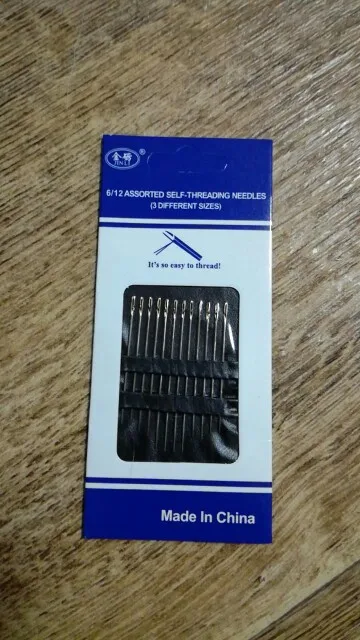 ®
6/12 ASSORTED SELF-THREADING NEEDLES
(3 DIFFERENT SIZES)
It's so easy to thread!
Made In China